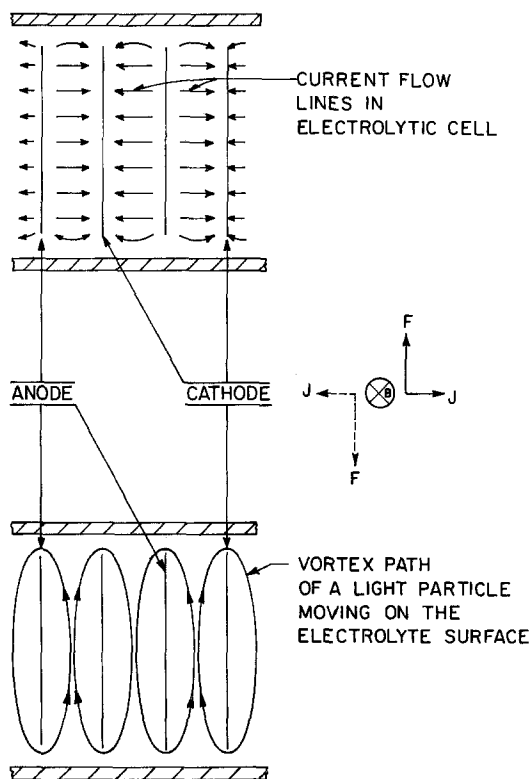 CURRENT FLOW
LINES IN
ELECTROLYTIC CELL
F
J
B
J
F
ANODE
CATHODE
VORTEX PATH
OF A LIGHT PARTICLE
MOVING ON THE
ELECTROLYTE SURFACE